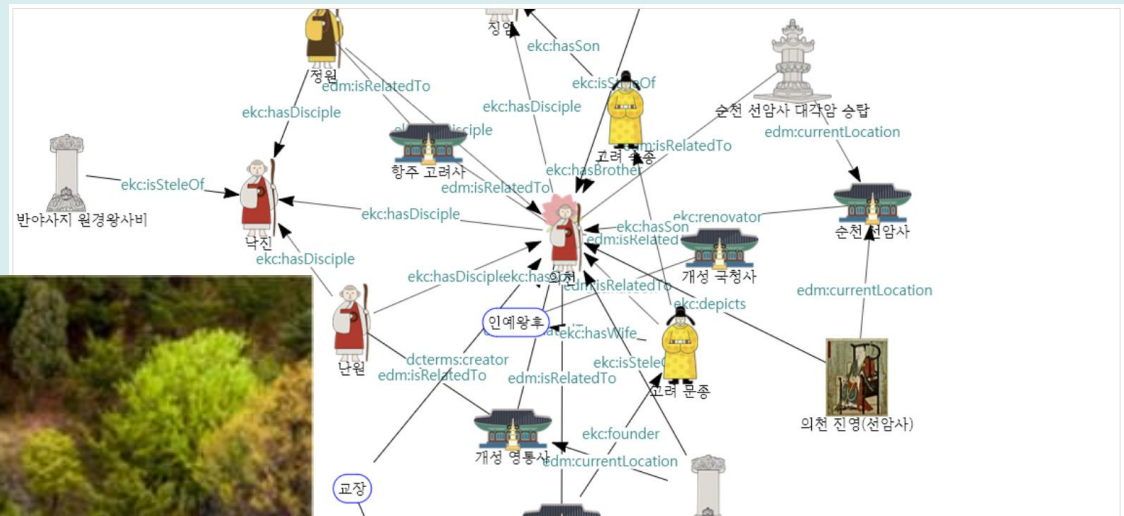 징엄
ekc:hasSon
정원
edm:isRelatedTo
ekc:isSteleOf
순천 선암사 대각암 승탑
ekc:hasDisciple
ekc:hasDisciple
edm:currentLocation
항주 고려사
고려 숙종
edm:isRelatedTo
ekc:hasBrother
ekc:isSteleOf
edm:isRelatedTo
반야사지 원경왕사비
ekc:hasDisciple
ekc:renovator
ekc:hasSon
순천 선암사
낙진
edm:isRelatedTo
개성 국청사
ekc:hasDisciple
의천
ekc:hasDisciple
edm:isRelatedTo
edm:currentLocation
ekc:depicts
인예왕후
ekc:hasWife
dcterms:creator
난원
edm:isRelatedTo
edm:isRelatedTo
고려 문종
의천 진영(선암사)
ekc:founder
개성 영통사
edm:currentLocation
교장